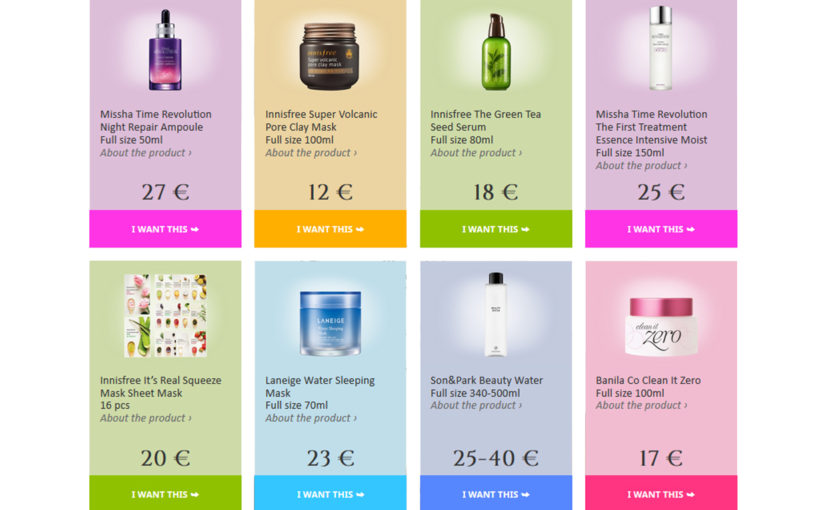 Missha Time Revolution
Night Repair Ampoule
Full size 50ml
About the product ›
27 €
I WANT THIS ➥
innisfree
Super volcanic
pore clay mask
Innisfree Super Volcanic
Pore Clay Mask
Full size 100ml
About the product ›
12 €
I WANT THIS ➥
Innisfree The Green Tea
Seed Serum
Full size 80ml
About the product ›
18 €
I WANT THIS ➥
Missha Time Revolution
The First Treatment
Essence Intensive Moist
Full size 150ml
About the product ›
25 €
I WANT THIS ➥
Innisfree It’s Real Squeeze
Mask Sheet Mask
16 pcs
About the product ›
20 €
I WANT THIS ➥
LANEIGE
Water Sleeping
Mask
Laneige Water Sleeping
Mask
Full size 70ml
About the product ›
23 €
I WANT THIS ➥
BEAUTY
WATER
Son&Park Beauty Water
Full size 340-500ml
About the product ›
25-40 €
I WANT THIS ➥
clean it
zero
Banila Co Clean It Zero
Full size 100ml
About the product ›
17 €
I WANT THIS ➥